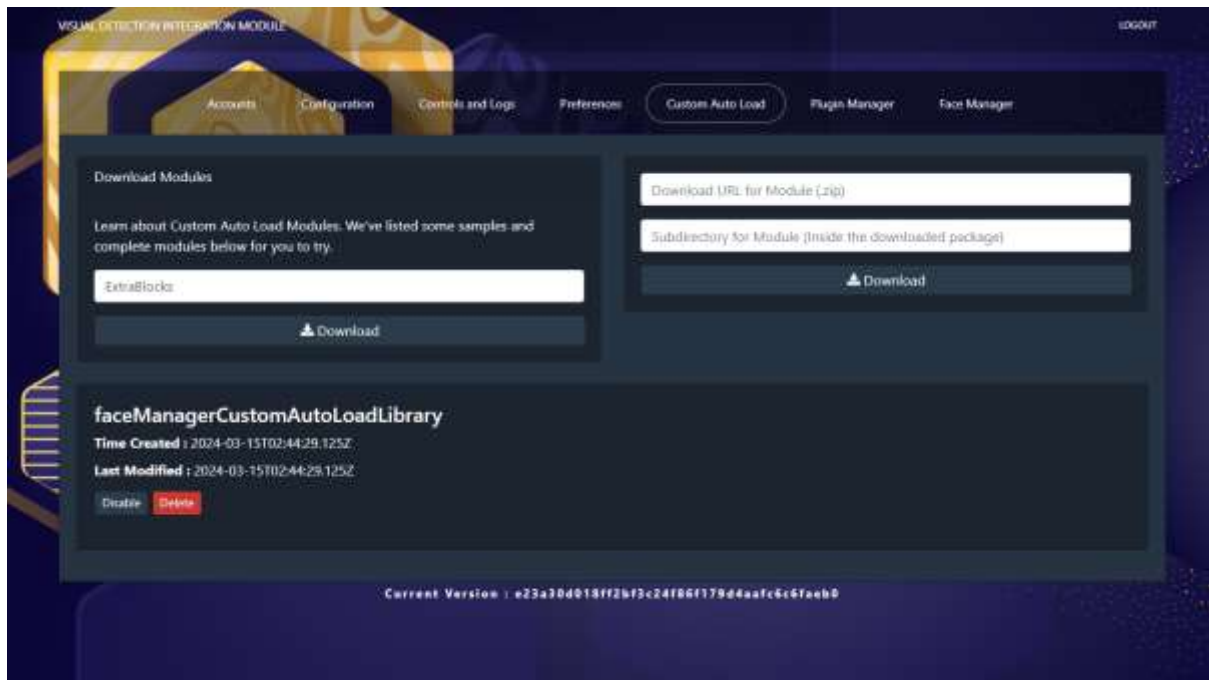 VISUAL DETECTION INTEGRATION MODULE
LOGOUT
Accounts
Configuration
Controls and Logs
Preferences
Custom Auto Load
Plugin Manager
Face Manager
Download Modules
Learn about Custom Auto Load Modules. We've listed some samples and
complete modules below for you to try.
ExtraBlocks
Download
Download URL for Module (.zip)
Subdirectory for Module (Inside the downloaded package)
Download
faceManagerCustomAutoLoadLibrary
Time Created : 2024-03-15T02:44:29.125Z
Last Modified : 2024-03-15T02:44:29.125Z
Disable
Delete
Current Version :